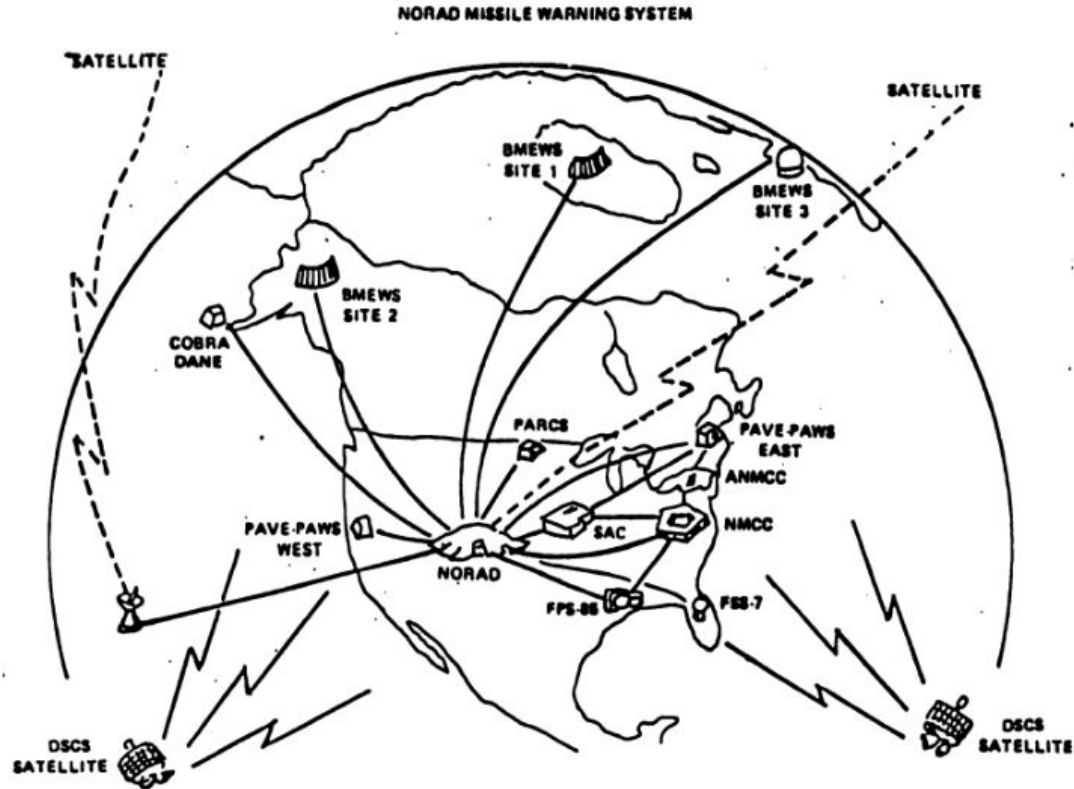 NORAD MISSILE WARNING SYSTEM
SATELLITE
SATELLITE
BMEWS
SITE 1
BMEWS
SITE 3
BMEWS
SITE 2
COBRA
DANE
PARCS
PAVE-PAWS
EAST
ANMCC
PAVE-PAWS
WEST
SAC
NMCC
NORAD
FPS-85
FSS-7
DSCS
SATELLITE
DSCS
SATELLITE